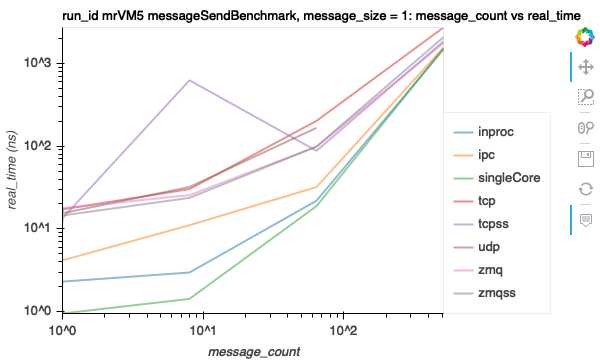 run_id mrVM5 messageSendBenchmark, message_size = 1: message_count vs real_time
real_time (ns)
10^3
10^2
10^1
10^0
10^0
10^1
10^2
message_count
inproc
ipc
singleCore
tcp
tcpss
udp
zmq
zmqss